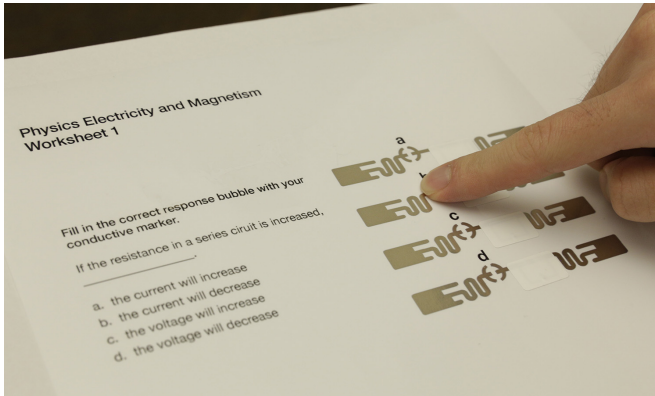 Physics Electricity and Magnetism
Worksheet 1
Fill in the correct response bubble with your
conductive marker.
If the resistance in a series ciruit is increased,
____________.
a. the current will increase
b. the current will decrease
c. the voltage will increase
d. the voltage will decrease
a
c
d